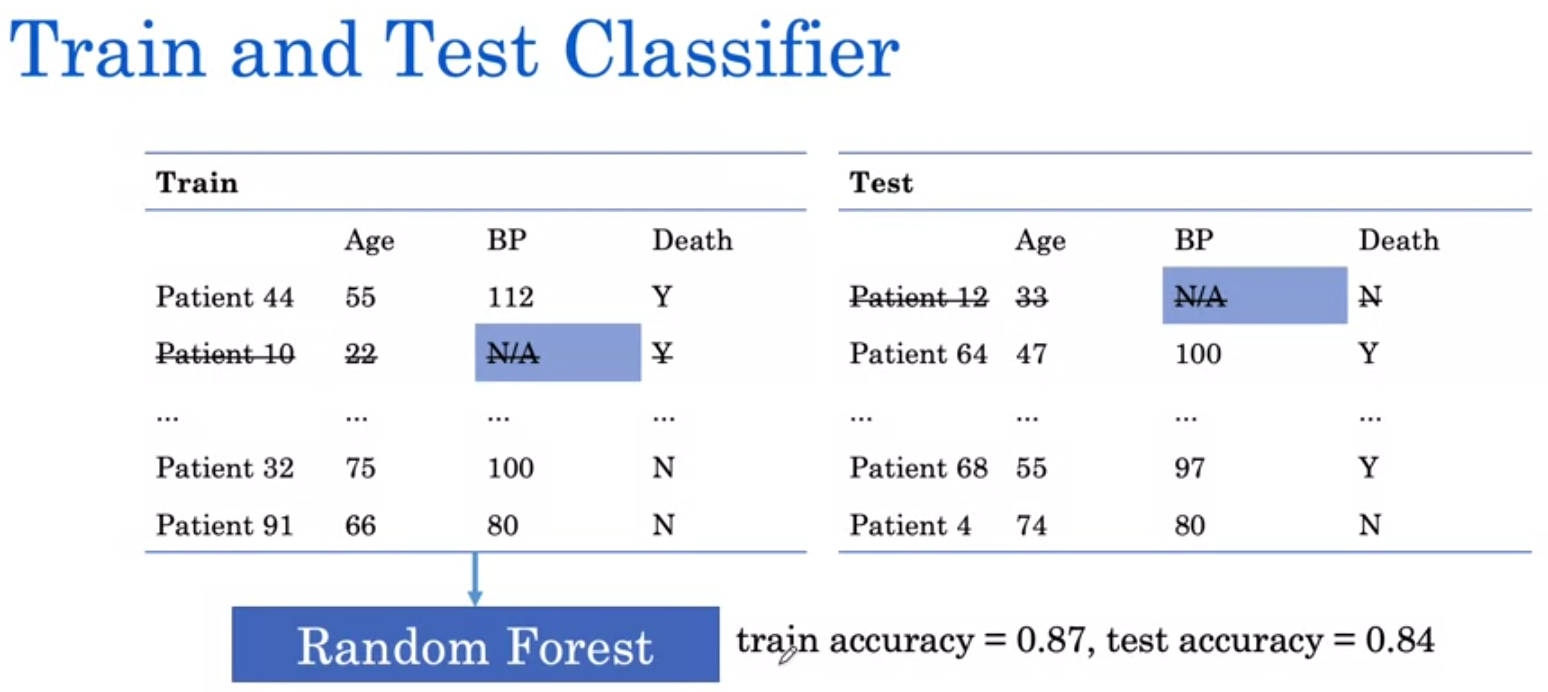 Train and Test Classifier
Train
Age BP Death
Patient 44 55 112 Y
Patient 10 22 N/A Y
... ... ... ...
Patient 32 75 100 N
Patient 91 66 80 N
Test
Age BP Death
Patient 12 33 N/A N
Patient 64 47 100 Y
... ... ... ...
Patient 68 55 97 Y
Patient 4 74 80 N
Random Forest
train accuracy = 0.87, test accuracy = 0.84